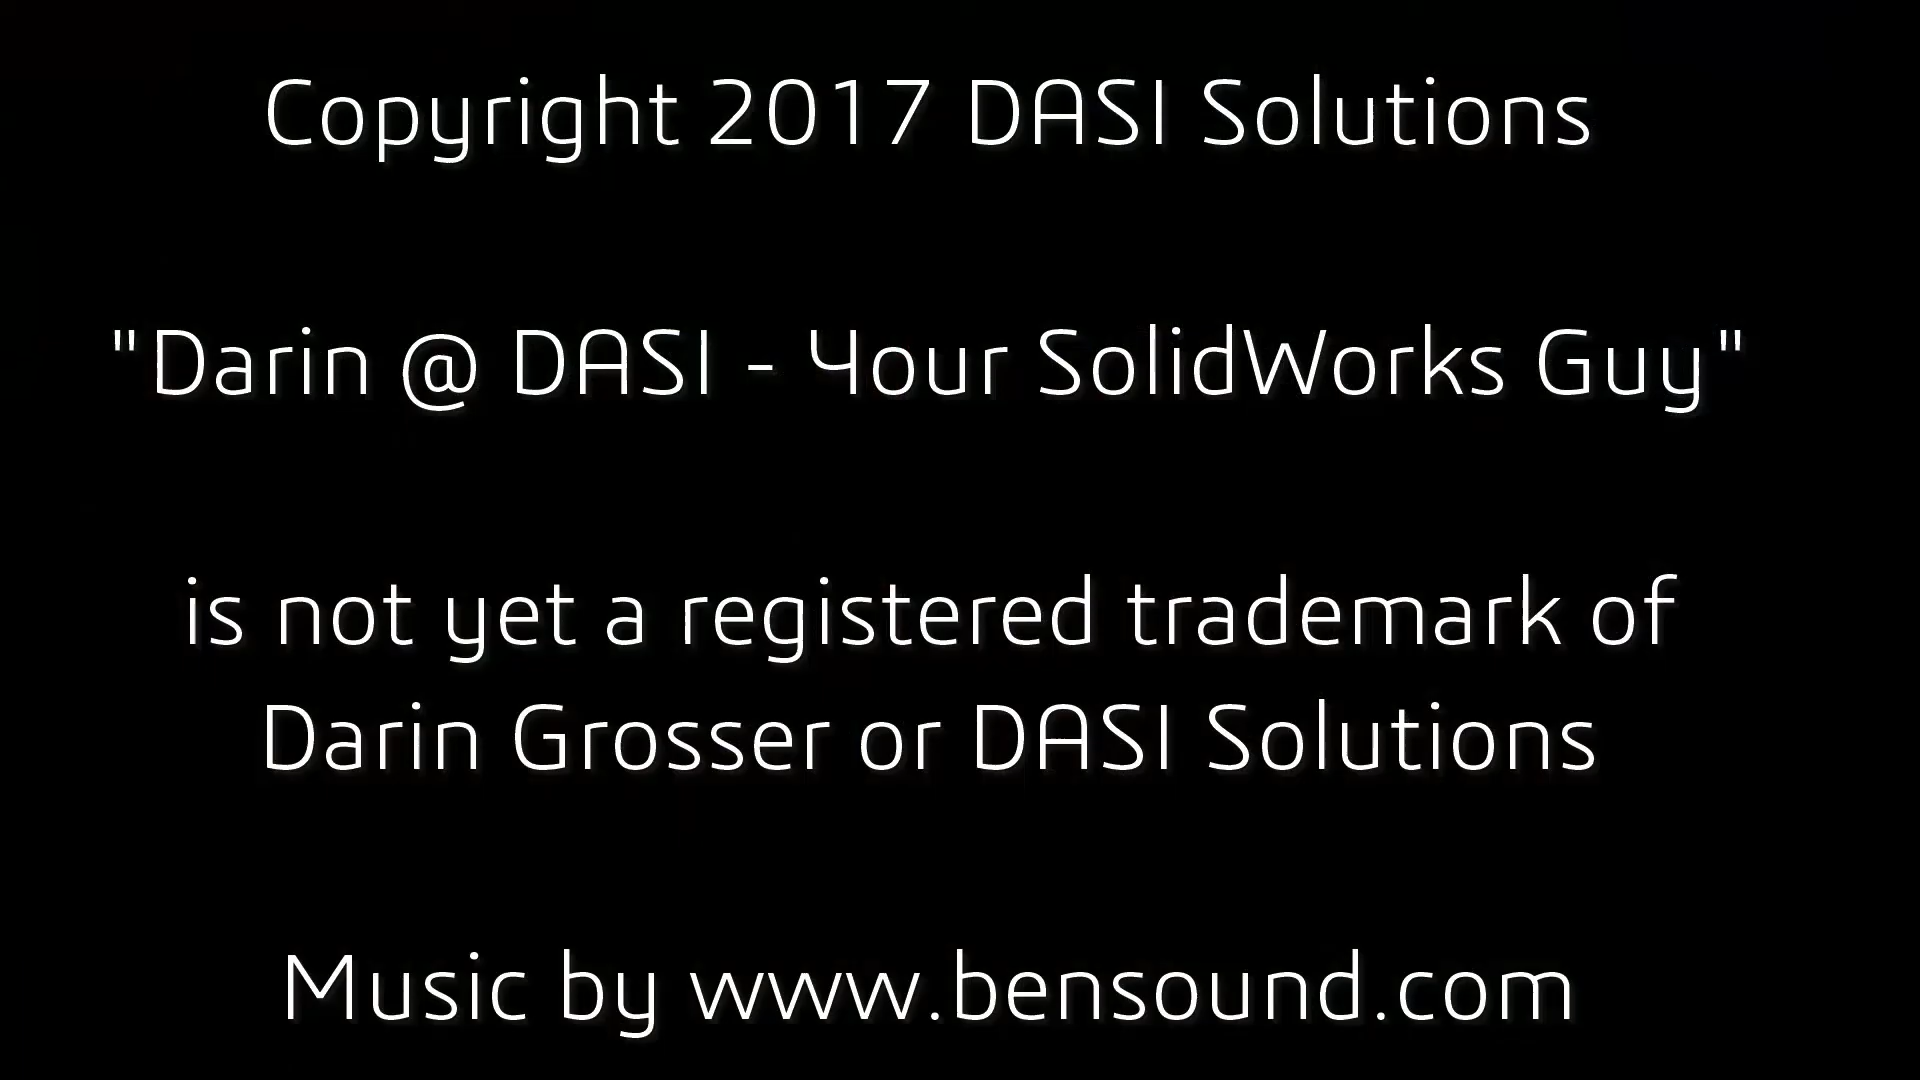 Copyright 2017 DASI Solutions
"Darin @ DASI - Your SolidWorks Guy"
is not yet a registered trademark of
Darin Grosser or DASI Solutions
Music by www.bensound.com